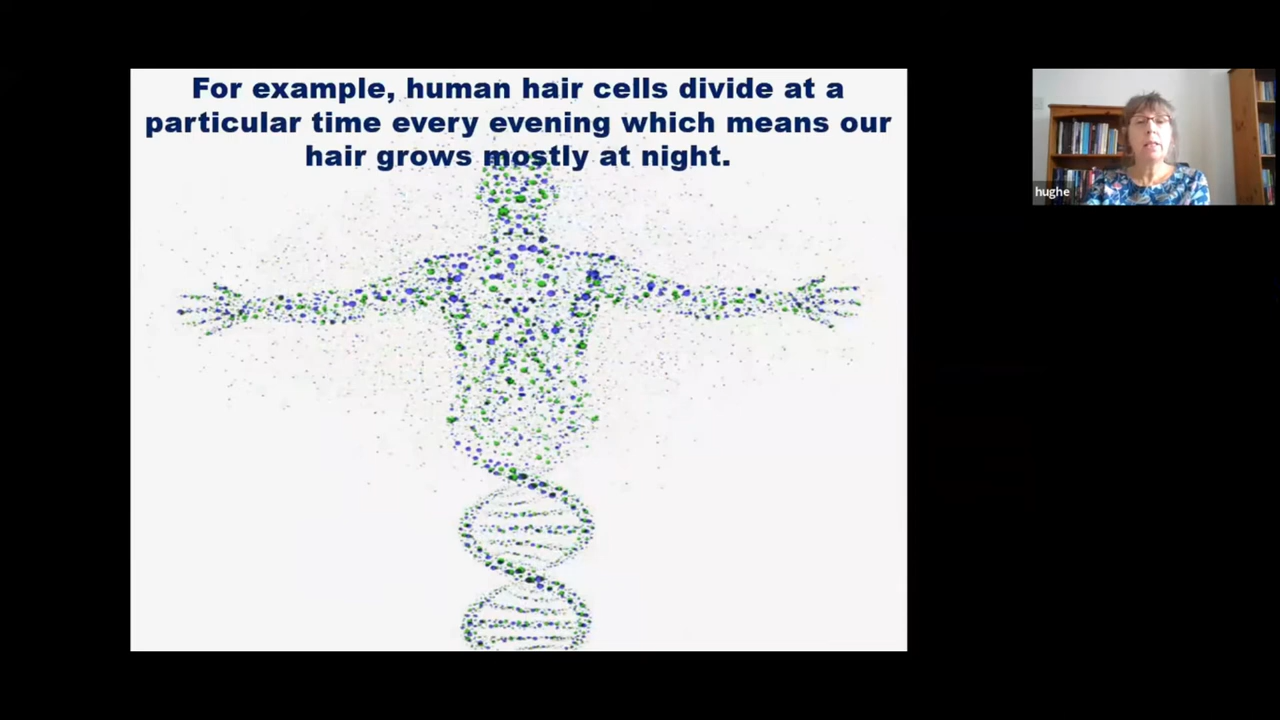 For example, human hair cells divide at a
particular time every evening which means our
hair grows mostly at night.
hughe